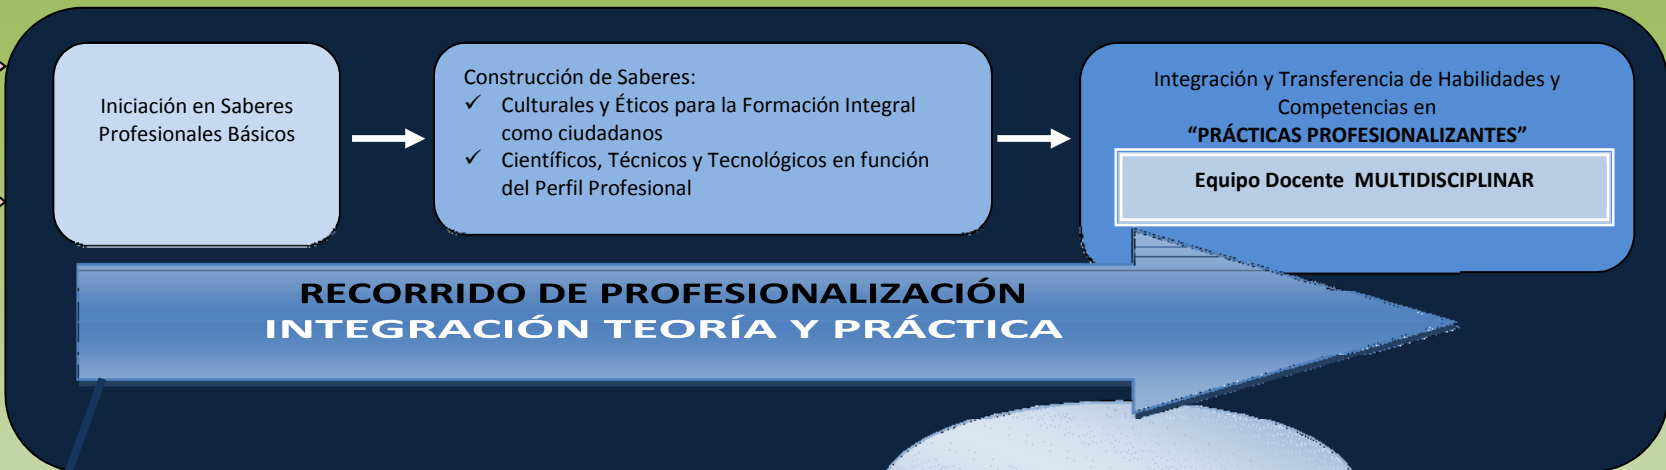 Iniciación en Saberes
Profesionales Básicos
Construcción de Saberes:
✓ Culturales y Éticos para la Formación Integral
como ciudadanos
✓ Científicos, Técnicos y Tecnológicos en función
del Perfil Profesional
Integración y Transferencia de Habilidades y
Competencias en
“PRÁCTICAS PROFESIONALIZANTES”
Equipo Docente MULTIDISCIPLINAR
RECORRIDO DE PROFESIONALIZACIÓN
INTEGRACIÓN TEORÍA Y PRÁCTICA